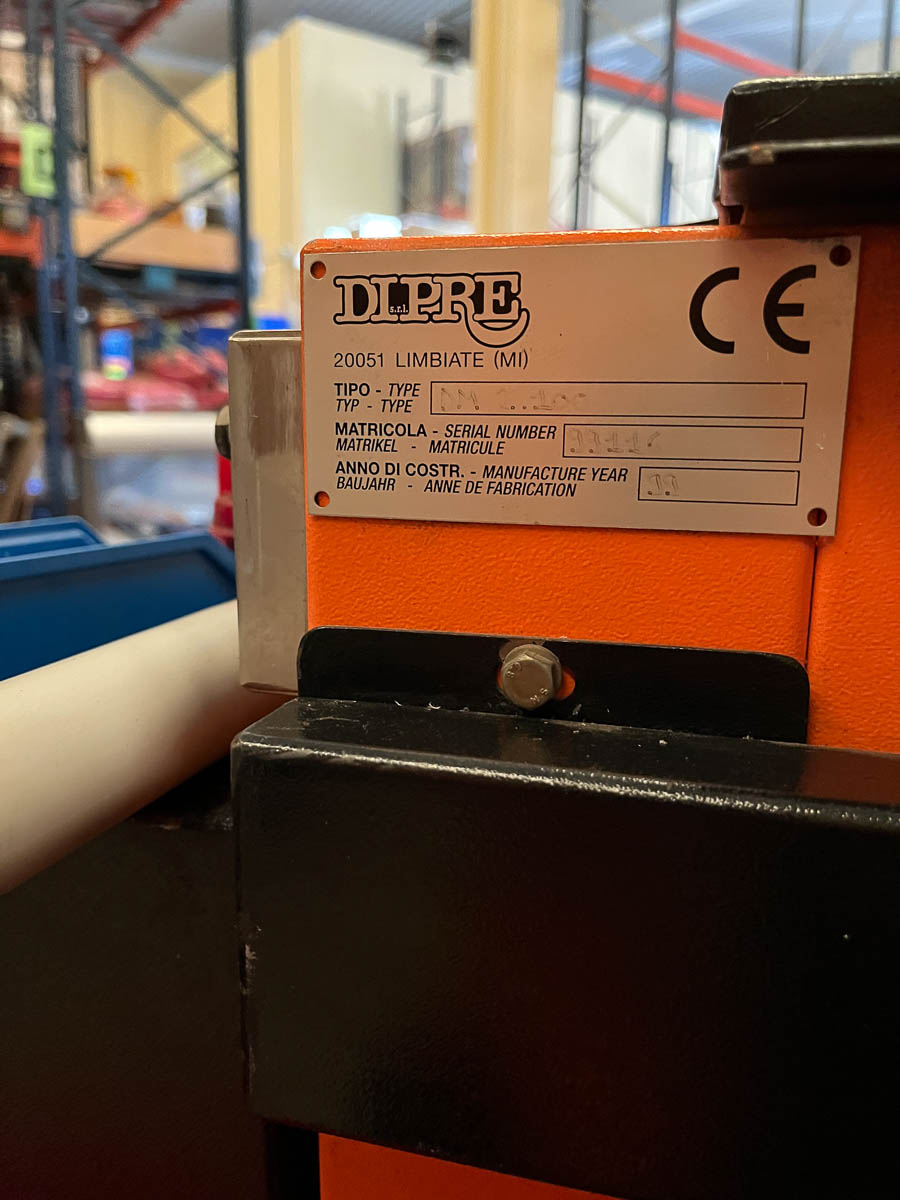 DIPRE
s.r.l.
CE
20051 LIMBIATE (MI)
TIPO - TYPE
TYP - TYPE
MATRICOLA - SERIAL NUMBER
MATRIKEL - MATRICULE
ANNO DI COSTR. - MANUFACTURE YEAR
BAUJAHR - ANNE DE FABRICATION